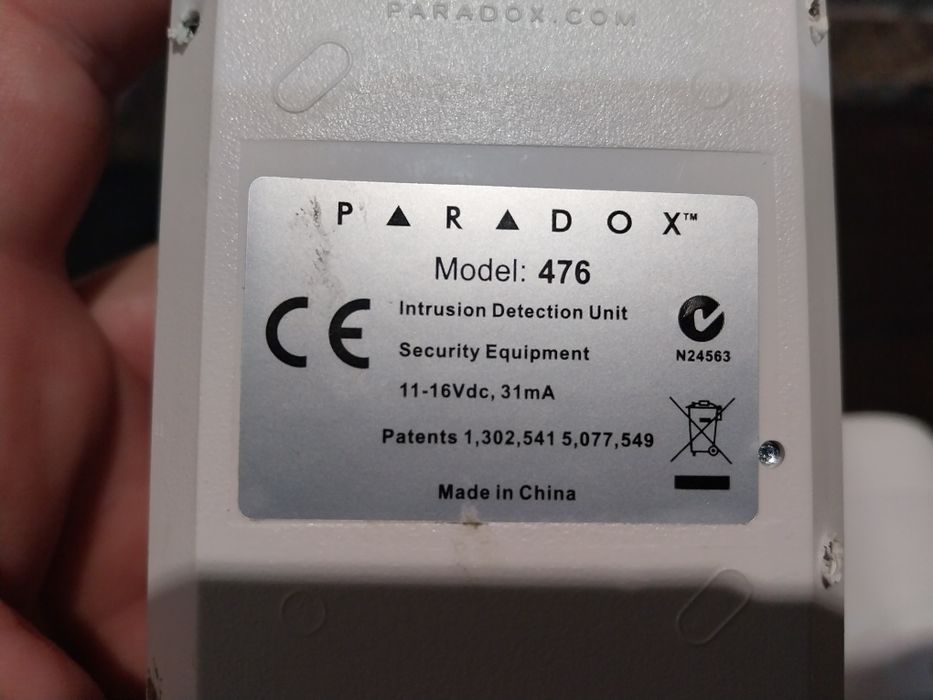 PARADOX.COM
PARADOX™
Model: 476
CE
Intrusion Detection Unit
Security Equipment
N24563
11-16Vdc, 31mA
Patents 1,302,541 5,077,549
Made in China